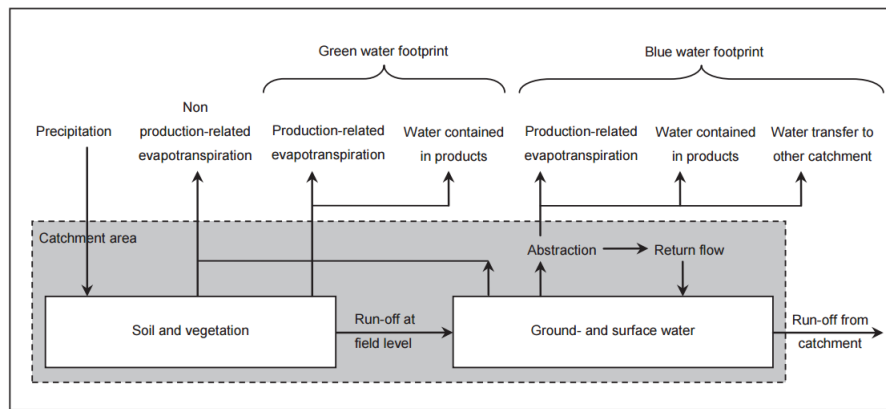 Green water footprint
Blue water footprint
Precipitation
Non
production-related
evapotranspiration
Production-related
evapotranspiration
Water contained
in products
Production-related
evapotranspiration
Water contained
in products
Water transfer to
other catchment
Catchment area
Abstraction
Return flow
Soil and vegetation
Run-off at
field level
Ground- and surface water
Run-off from
catchment